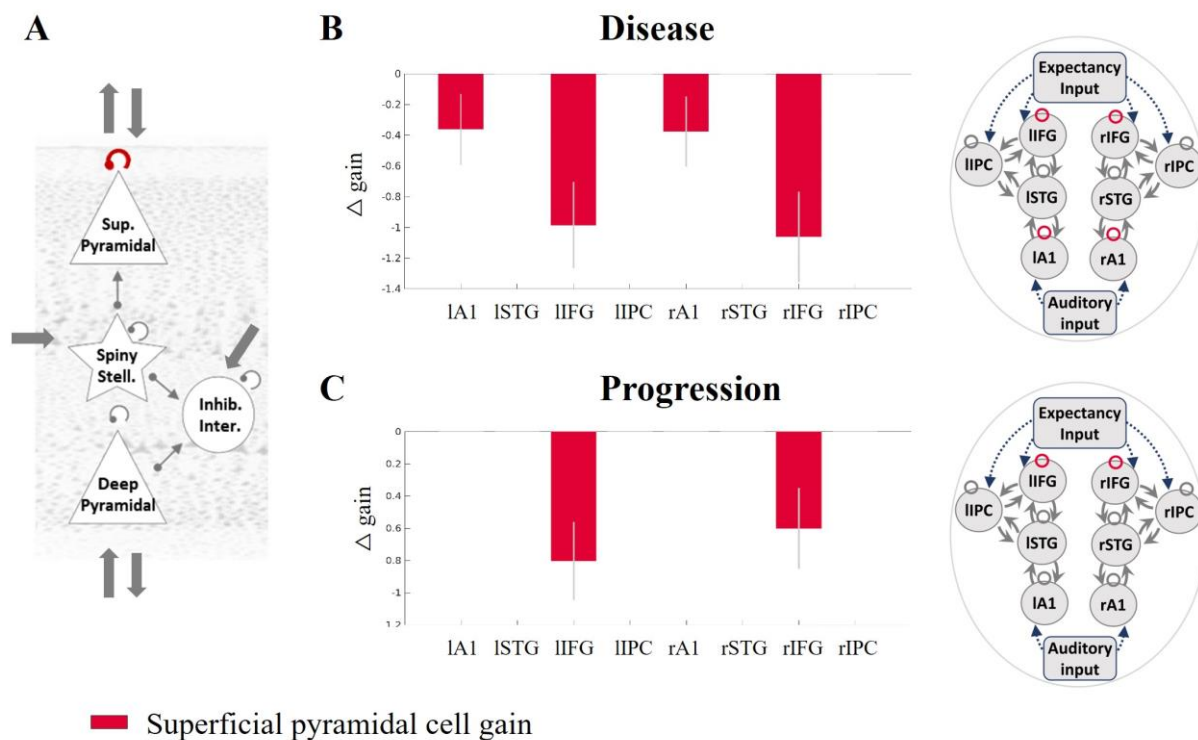 A
Sup.
Pyramidal
Spiny
Stell.
Inhib.
Inter.
Deep
Pyramidal
B
Disease
△ gain
0
-0.2
-0.4
-0.6
-0.8
-1
-1.2
-1.4
lA1 lSTG lIFG lIPC rA1 rSTG rIFG rIPC
Expectancy
Input
lIFG rIFG
lIPC rIPC
lSTG rSTG
lA1 rA1
Auditory
input
C
Progression
△ gain
0
0.2
0.4
0.6
0.8
-1
1.2
lA1 lSTG lIFG lIPC rA1 rSTG rIFG rIPC
Expectancy
Input
lIFG rIFG
lIPC rIPC
lSTG rSTG
lA1 rA1
Auditory
input
Superficial pyramidal cell gain